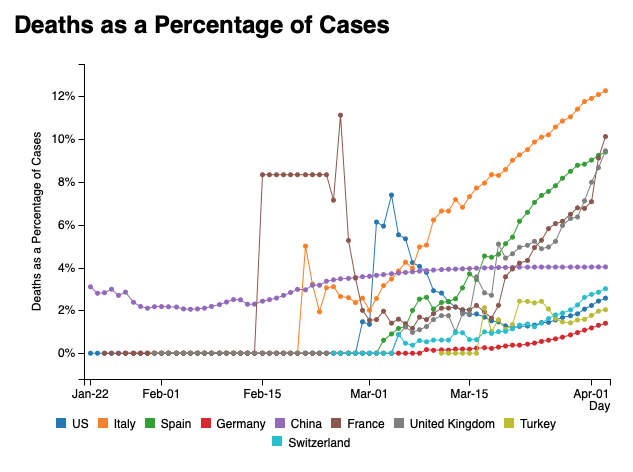 Deaths as a Percentage of Cases
Deaths as a Percentage of Cases
12%
10%
8%
6%
4%
2%
0%
Jan-22 Feb-01 Feb-15 Mar-01 Mar-15 Apr-01
Day
US Italy Spain Germany China France United Kingdom Turkey
Switzerland